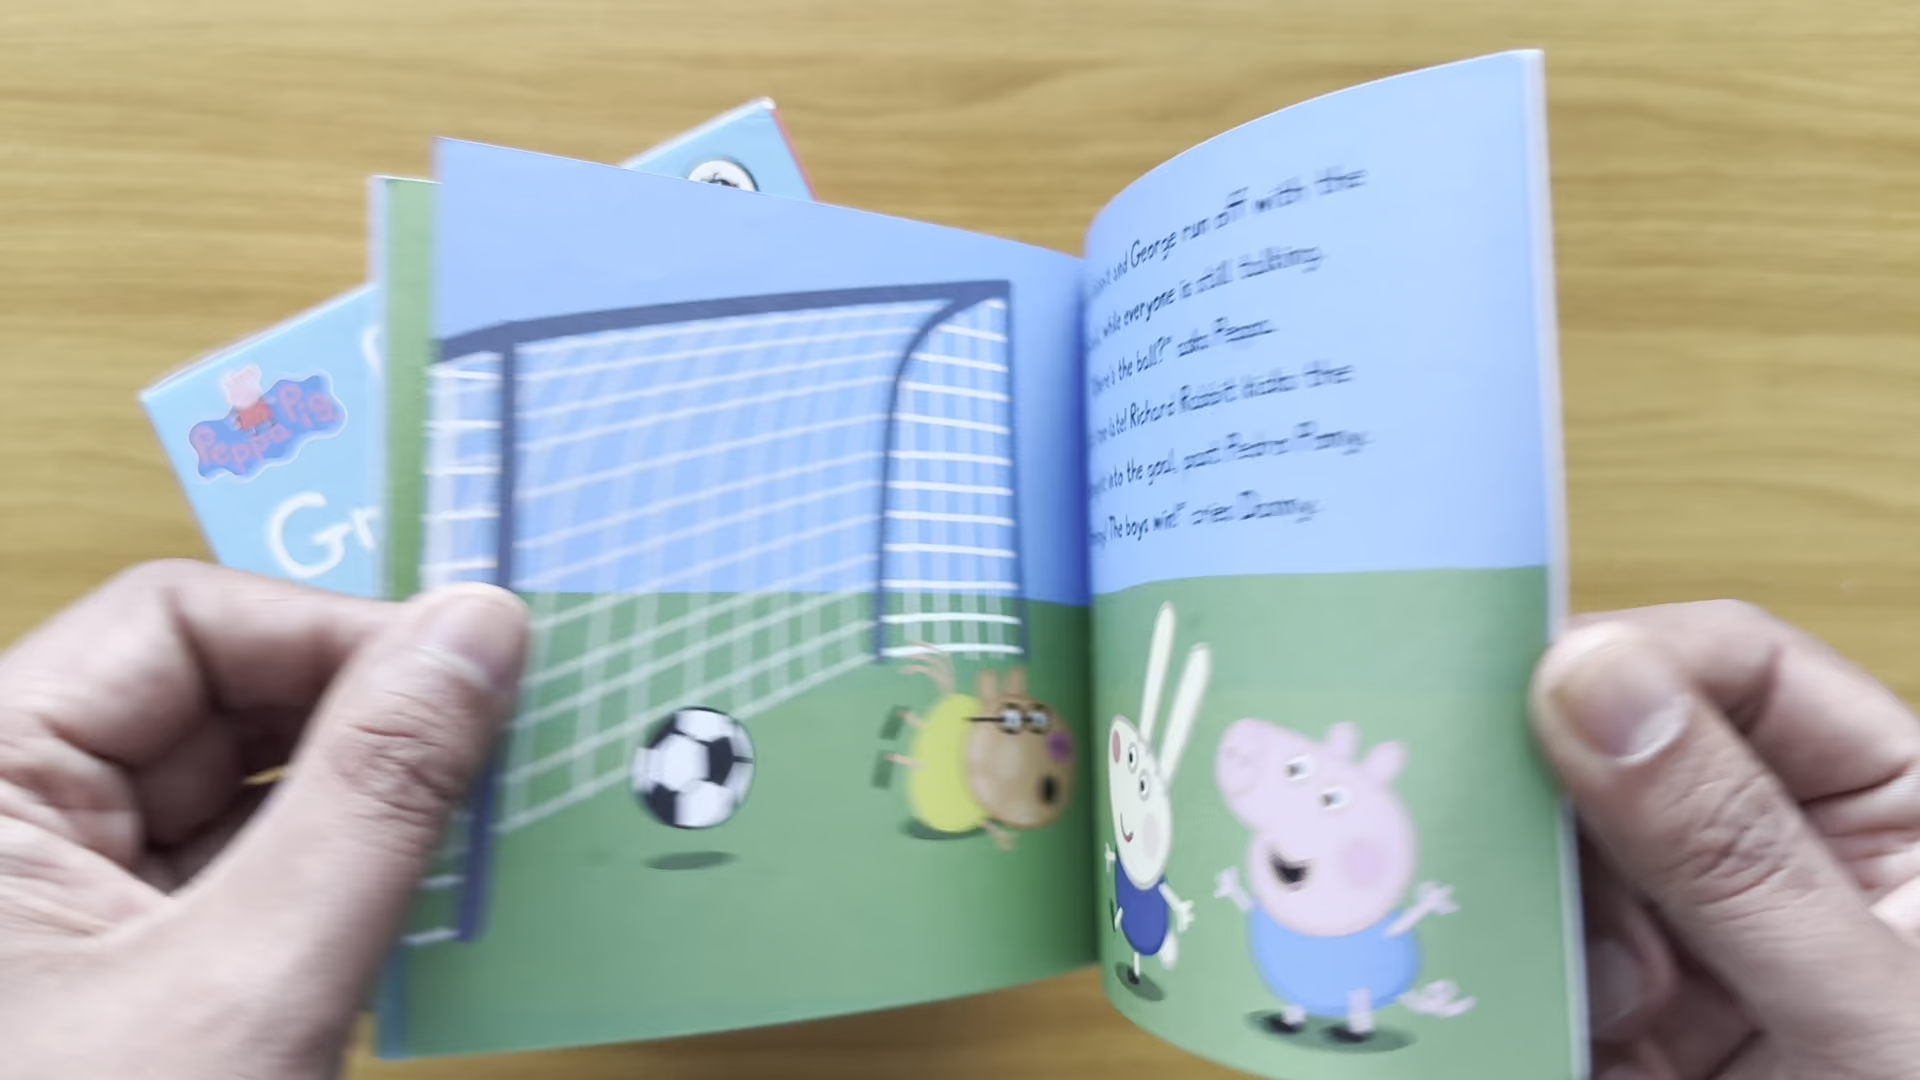 Peppa Pig
Gr
and George run off with the
while everyone is still talking.
the ball?" asks Peppa.
late! Richard Rabbit kicks the
into the goal, past Pedro Pony.
The boys win!" cries Danny.